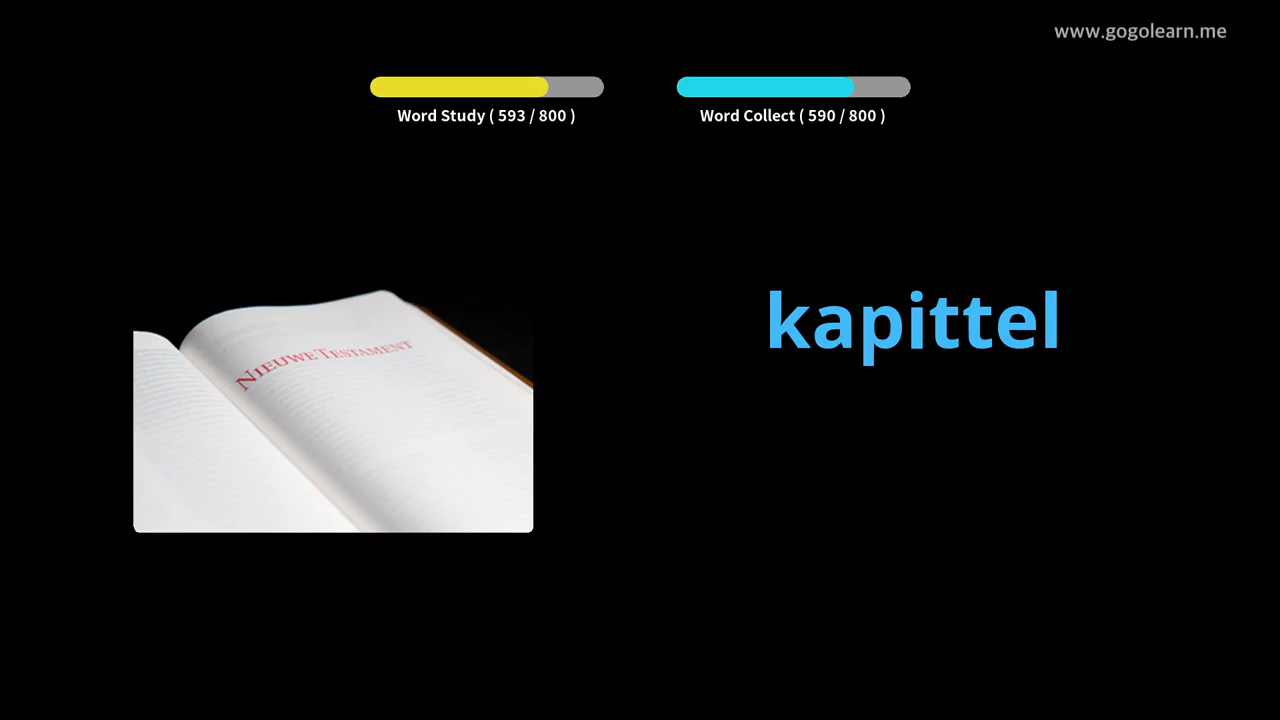 www.gogolearn.me
Word Study ( 593 / 800 )
Word Collect ( 590 / 800 )
kapittel
NIEUWE TESTAMENT